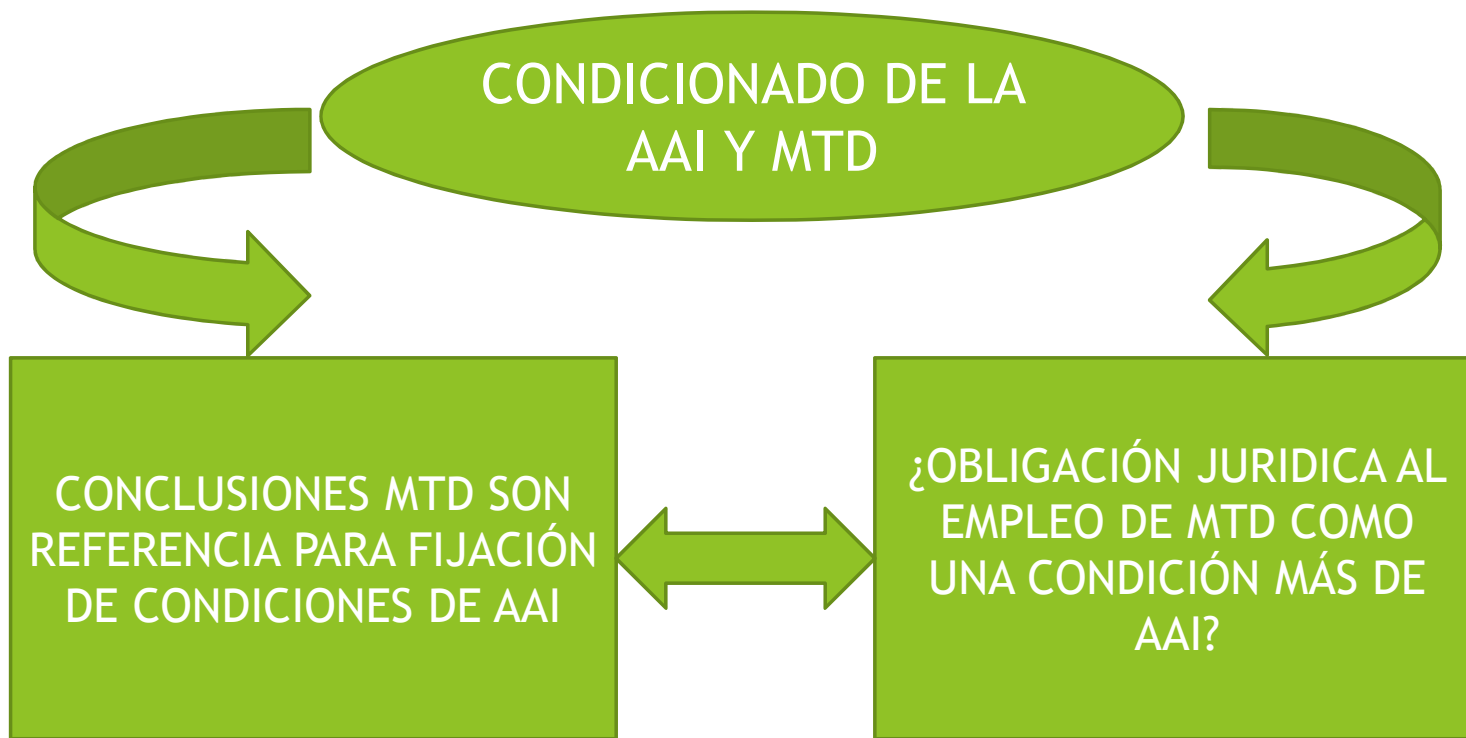 CONDICIONADO DE LA
AAI Y MTD
CONCLUSIONES MTD SON
REFERENCIA PARA FIJACIÓN
DE CONDICIONES DE AAI
¿OBLIGACIÓN JURIDICA AL
EMPLEO DE MTD COMO
UNA CONDICIÓN MÁS DE
AAI?